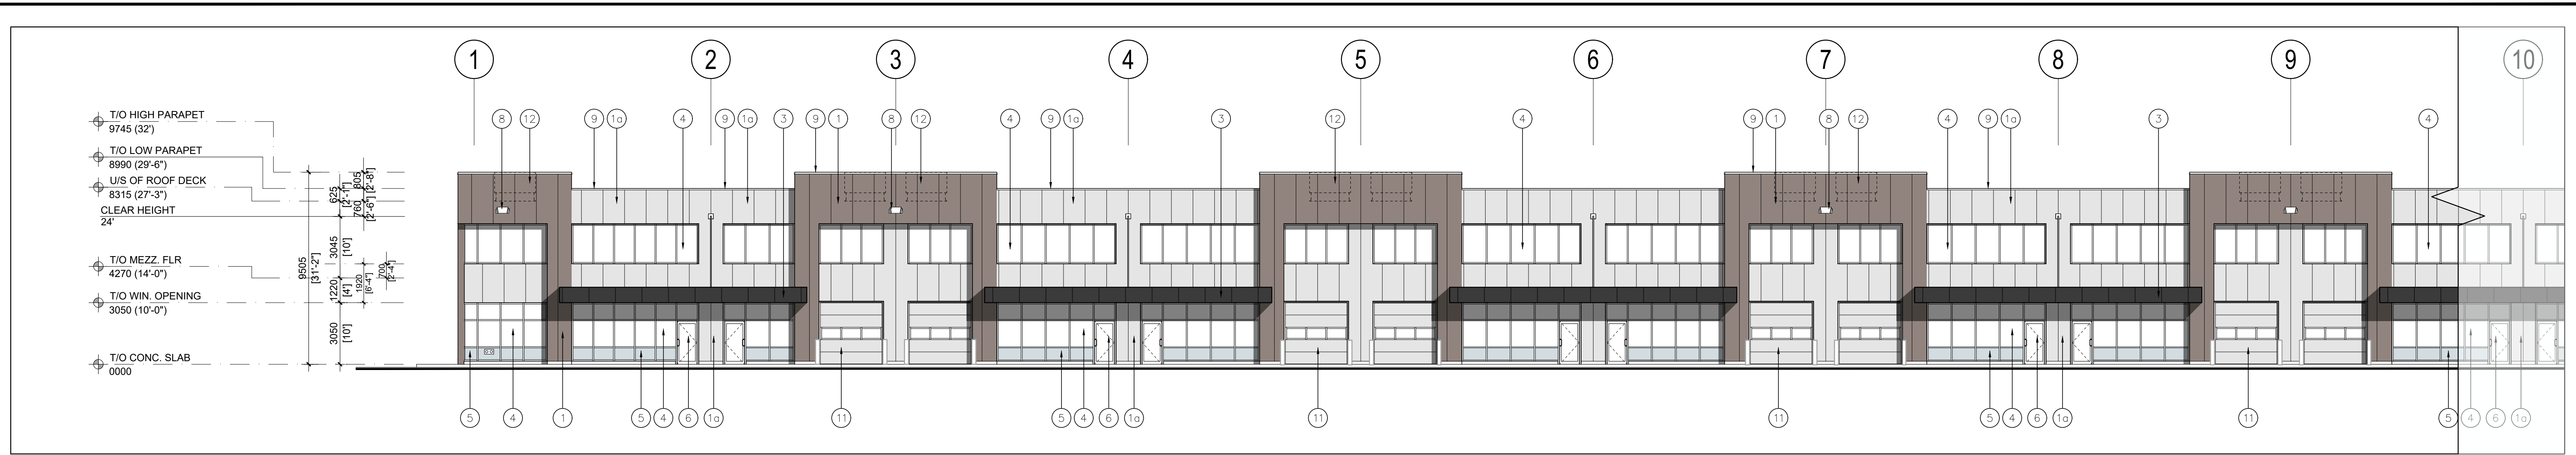 1 2 3 4 5 6 7 8 9 10
8 12 9 1a 4 9 1a 3 9 1 8 12 4 9 1a 3 12 4 9 1 8 12 4 9 1a 3 4
T/O HIGH PARAPET
9745 (32')
T/O LOW PARAPET
8990 (29'-6")
U/S OF ROOF DECK
8315 (27'-3")
CLEAR HEIGHT
24'
T/O MEZZ. FLR
4270 (14'-0")
T/O WIN. OPENING
3050 (10'-0")
T/O CONC. SLAB
0000
9505
[31'-2"]
625
[2'-1"]
3045
[10']
1220
[4']
3050
[10']
805
[2'-8"]
760
[2'-6"]
1920
[6'-4"]
700
[2'-4"]
5 4 1 5 4 6 1a 11 5 4 6 1a 11 11 5 4 6 1a 11 5 4 6 1a